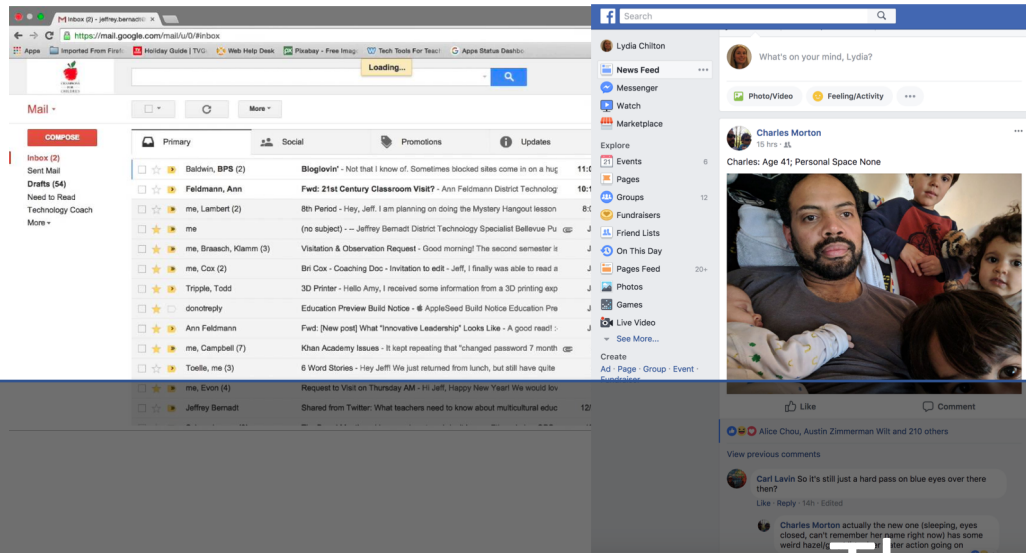 Inbox (2) - jeffrey.bernadt@
https://mail.google.com/mail/u/0/#inbox
Apps
Imported From Firef
Holiday Guide | TVG
Web Help Desk
Pixabay - Free Image
Tech Tools For Teach
Apps Status Dashbo
Loading...
Mail
More
COMPOSE
Inbox (2)
Sent Mail
Drafts (54)
Need to Read
Technology Coach
More
Primary
Social
Promotions
Updates
Baldwin, BPS (2) Bloglovin' - Not that I know of. Sometimes blocked sites come in on a hug 11:0
Feldmann, Ann Fwd: 21st Century Classroom Visit? - Ann Feldmann District Technolog 10:1
me, Lambert (2) 8th Period - Hey, Jeff. I am planning on doing the Mystery Hangout lesson 8:
me (no subject) - -- Jeffrey Bernadt District Technology Specialist Bellevue Pu J
me, Braasch, Klamm (3) Visitation & Observation Request - Good morning! The second semester is J
me, Cox (2) Bri Cox - Coaching Doc - Invitation to edit - Jeff, I finally was able to read a J
Tripple, Todd 3D Printer - Hello Amy, I received some information from a 3D printing exp J
donotreply Education Preview Build Notice - AppleSeed Build Notice Education Pre J
Ann Feldmann Fwd: [New post] What "Innovative Leadership" Looks Like - A good read! :- J
me, Campbell (7) Khan Academy Issues - It kept repeating that "changed password 7 month J
Toelle, me (3) 6 Word Stories - Hey Jeff! We just returned from lunch, but still have quite J
me, Evon (4) Request to Visit on Thursday AM - Hi Jeff, Happy New Year! We would lov J
Jeffrey Bernadt Shared from Twitter: What teachers need to know about multicultural educ 12/
Search
Lydia Chilton
News Feed
Messenger
Watch
Marketplace
Explore
Events 6
Pages
Groups 12
Fundraisers
Friend Lists
On This Day
Pages Feed 20+
Photos
Games
Live Video
See More...
Create
Ad · Page · Group · Event ·
Fundraiser
What's on your mind, Lydia?
Photo/Video
Feeling/Activity
Charles Morton
15 hrs ·
Charles: Age 41; Personal Space None
Like
Comment
Alice Chou, Austin Zimmerman Wilt and 210 others
View previous comments
Carl Lavin So it's still just a hard pass on blue eyes over there
then?
Like · Reply · 14h · Edited
Charles Morton actually the new one (sleeping, eyes
closed, can't remember her name right now) has some
weird hazel/ later action going on